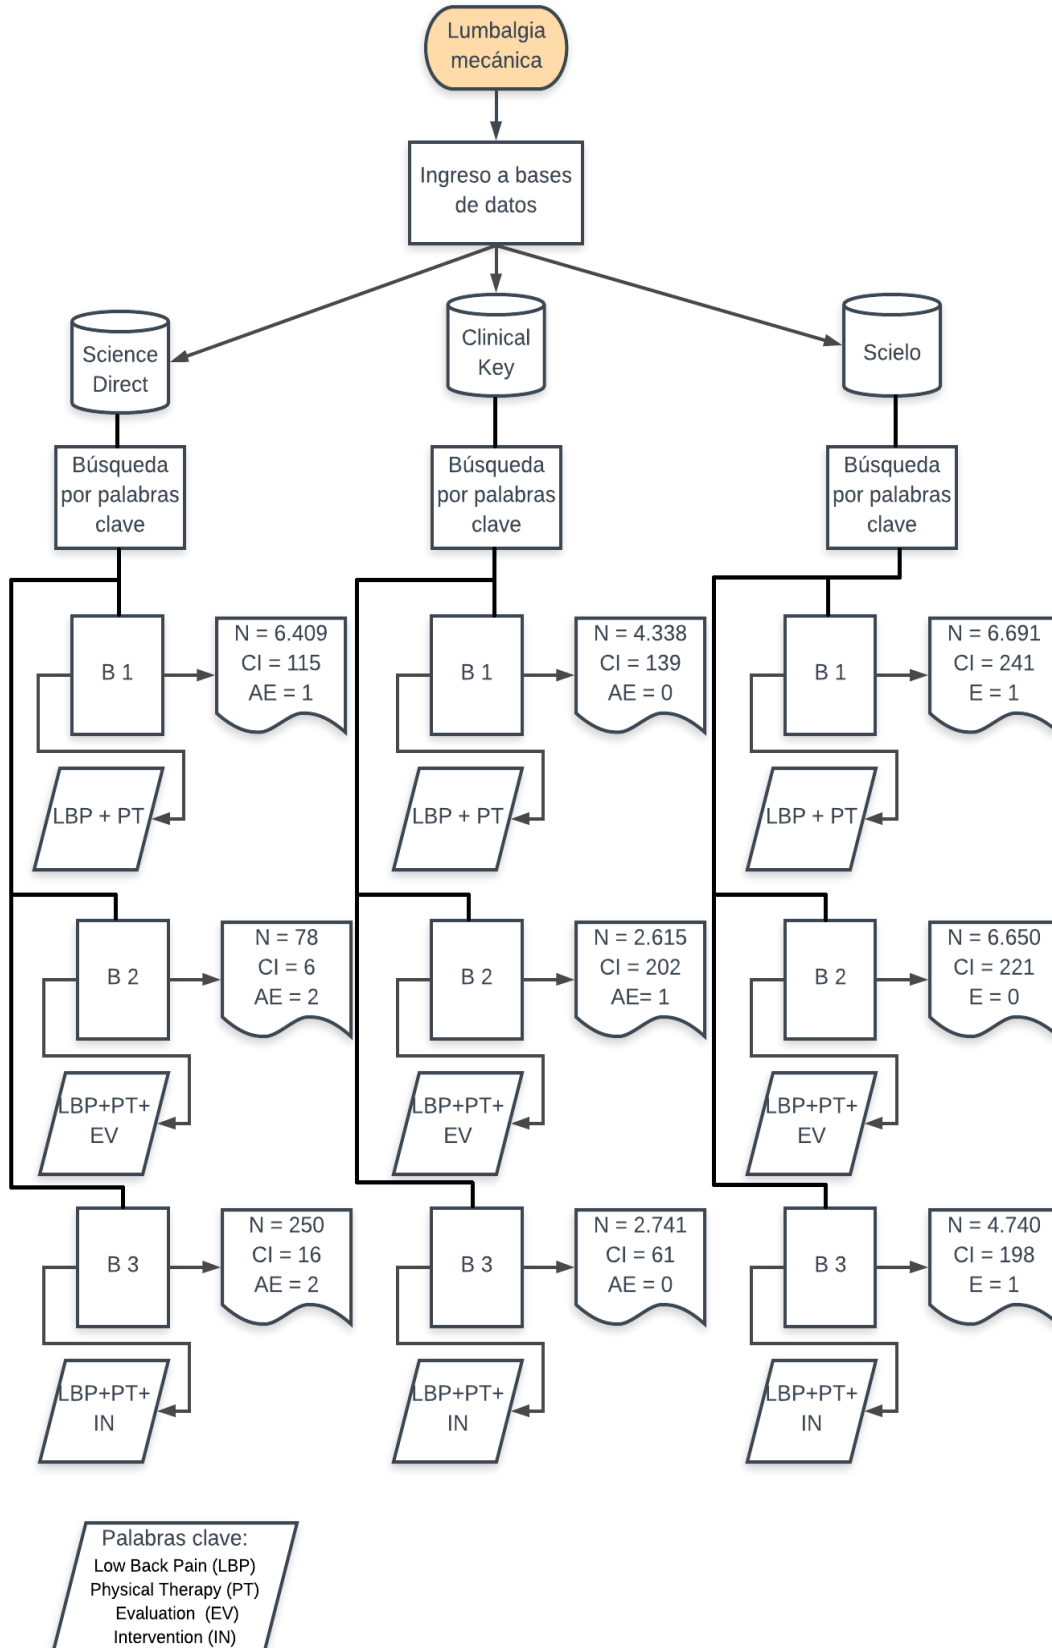 Lumbalgia
mecánica
Ingreso a bases
de datos
Science
Direct
Clinical
Key
Scielo
Búsqueda
por palabras
clave
Búsqueda
por palabras
clave
Búsqueda
por palabras
clave
B 1
N = 6.409
CI = 115
AE = 1
B 1
N = 4.338
CI = 139
AE = 0
B 1
N = 6.691
CI = 241
E = 1
LBP + PT
LBP + PT
LBP + PT
B 2
N = 78
CI = 6
AE = 2
B 2
N = 2.615
CI = 202
AE= 1
B 2
N = 6.650
CI = 221
E = 0
LBP+PT+
EV
LBP+PT+
EV
LBP+PT+
EV
B 3
N = 250
CI = 16
AE = 2
B 3
N = 2.741
CI = 61
AE = 0
B 3
N = 4.740
CI = 198
E = 1
LBP+PT+
IN
LBP+PT+
IN
LBP+PT+
IN
Palabras clave:
Low Back Pain (LBP)
Physical Therapy (PT)
Evaluation (EV)
Intervention (IN)